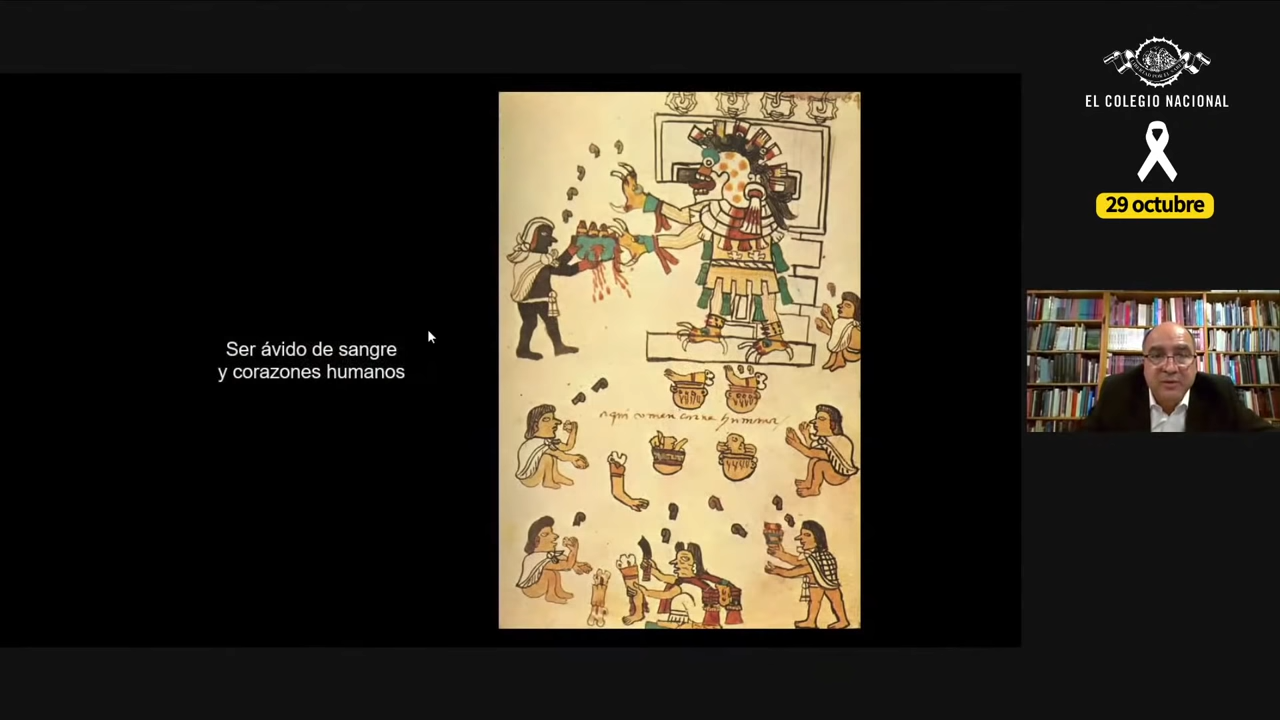 EL COLEGIO NACIONAL
29 octubre
Ser ávido de sangre
y corazones humanos
aqui comen carne humana